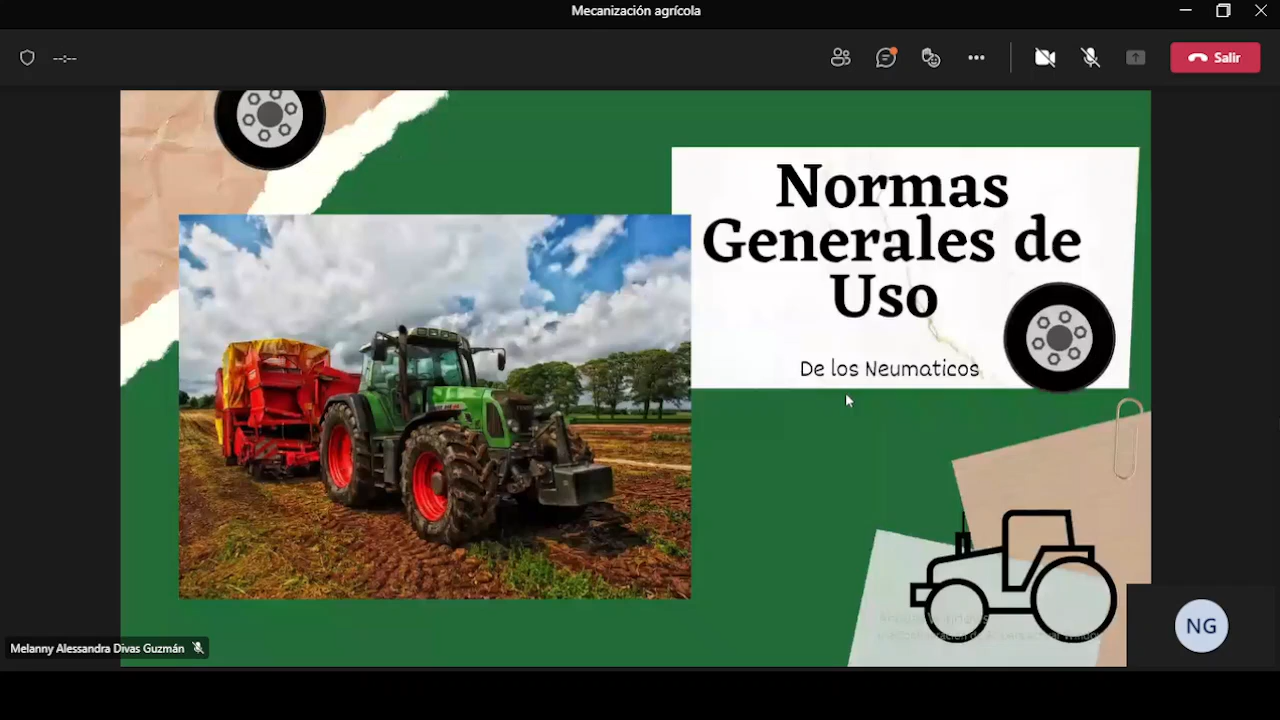 Mecanización agrícola
--:--
Salir
Normas
Generales de
Uso
De los Neumaticos
Melanny Alessandra Divas Guzmán
NG